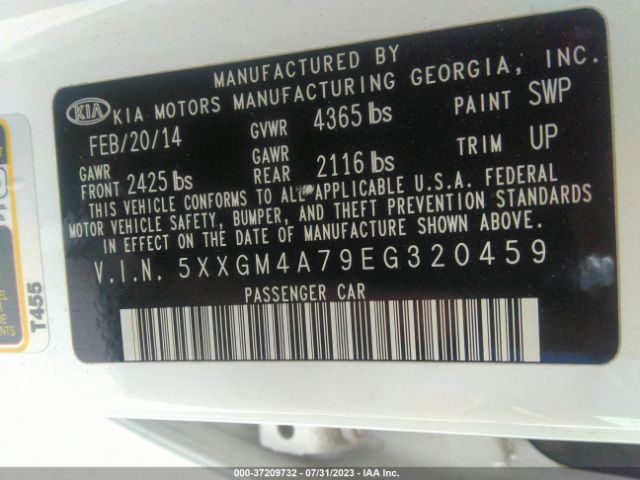 MANUFACTURED BY
KIA KIA MOTORS MANUFACTURING GEORGIA, INC.
FEB/20/14 GVWR 4365 lbs PAINT SWP
GAWR FRONT 2425 lbs GAWR REAR 2116 lbs TRIM UP
THIS VEHICLE CONFORMS TO ALL APPLICABLE U.S.A. FEDERAL
MOTOR VEHICLE SAFETY, BUMPER, AND THEFT PREVENTION STANDARDS
IN EFFECT ON THE DATE OF MANUFACTURE SHOWN ABOVE.
V.I.N. 5XXGM4A79EG320459
PASSENGER CAR
T455
000-37209732 - 07/31/2023 - IAA Inc.